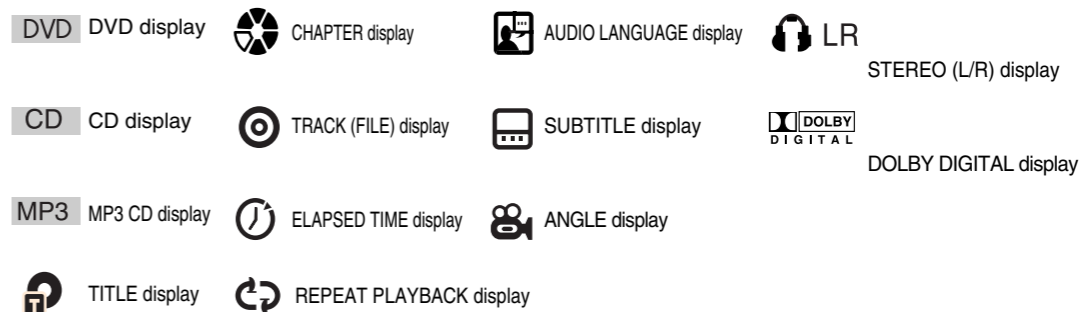 DVD DVD display CHAPTER display AUDIO LANGUAGE display LR
STEREO (L/R) display
CD CD display TRACK (FILE) display SUBTITLE display DOLBY
DIGITAL
DOLBY DIGITAL display
MP3 MP3 CD display ELAPSED TIME display ANGLE display
T TITLE display REPEAT PLAYBACK display